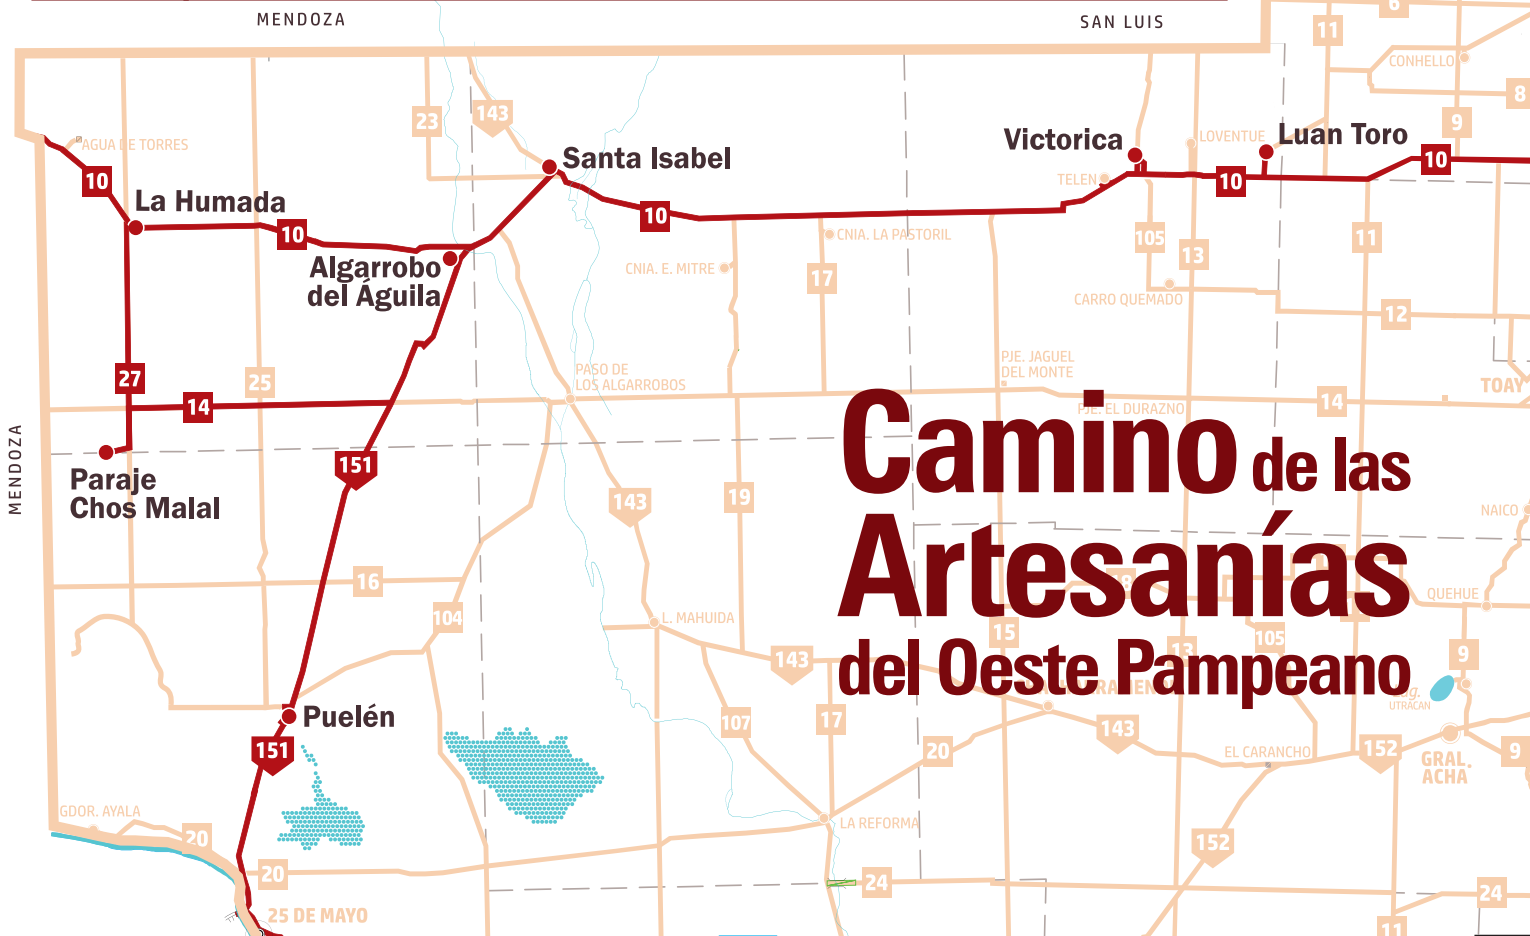 MENDOZA
SAN LUIS
6
11
CONHELLO
8
23
143
9
AGUA DE TORRES
Santa Isabel
Victorica
LOVENTUE
Luan Toro
10
10
TELEN
10
La Humada
10
10
CNIA. LA PASTORIL
105
11
13
Algarrobo
del Águila
CNIA. E. MITRE
17
CARRO QUEMADO
12
27
25
PASO DE
LOS ALGARROBOS
PJE. JAGUEL
DEL MONTE
TOAY
14
PJE. EL DURAZNO
14
MENDOZA
Camino de las
Artesanías
del Oeste Pampeano
151
Paraje
Chos Malal
143
19
NAICO
16
104
L. MAHUIDA
QUEHUE
15
105
13
143
9
Puelén
107
17
UTRACAN
143
20
151
EL CARANCHO
152
GRAL.
ACHA
9
GDOR. AYALA
20
LA REFORMA
152
20
24
24
25 DE MAYO
11